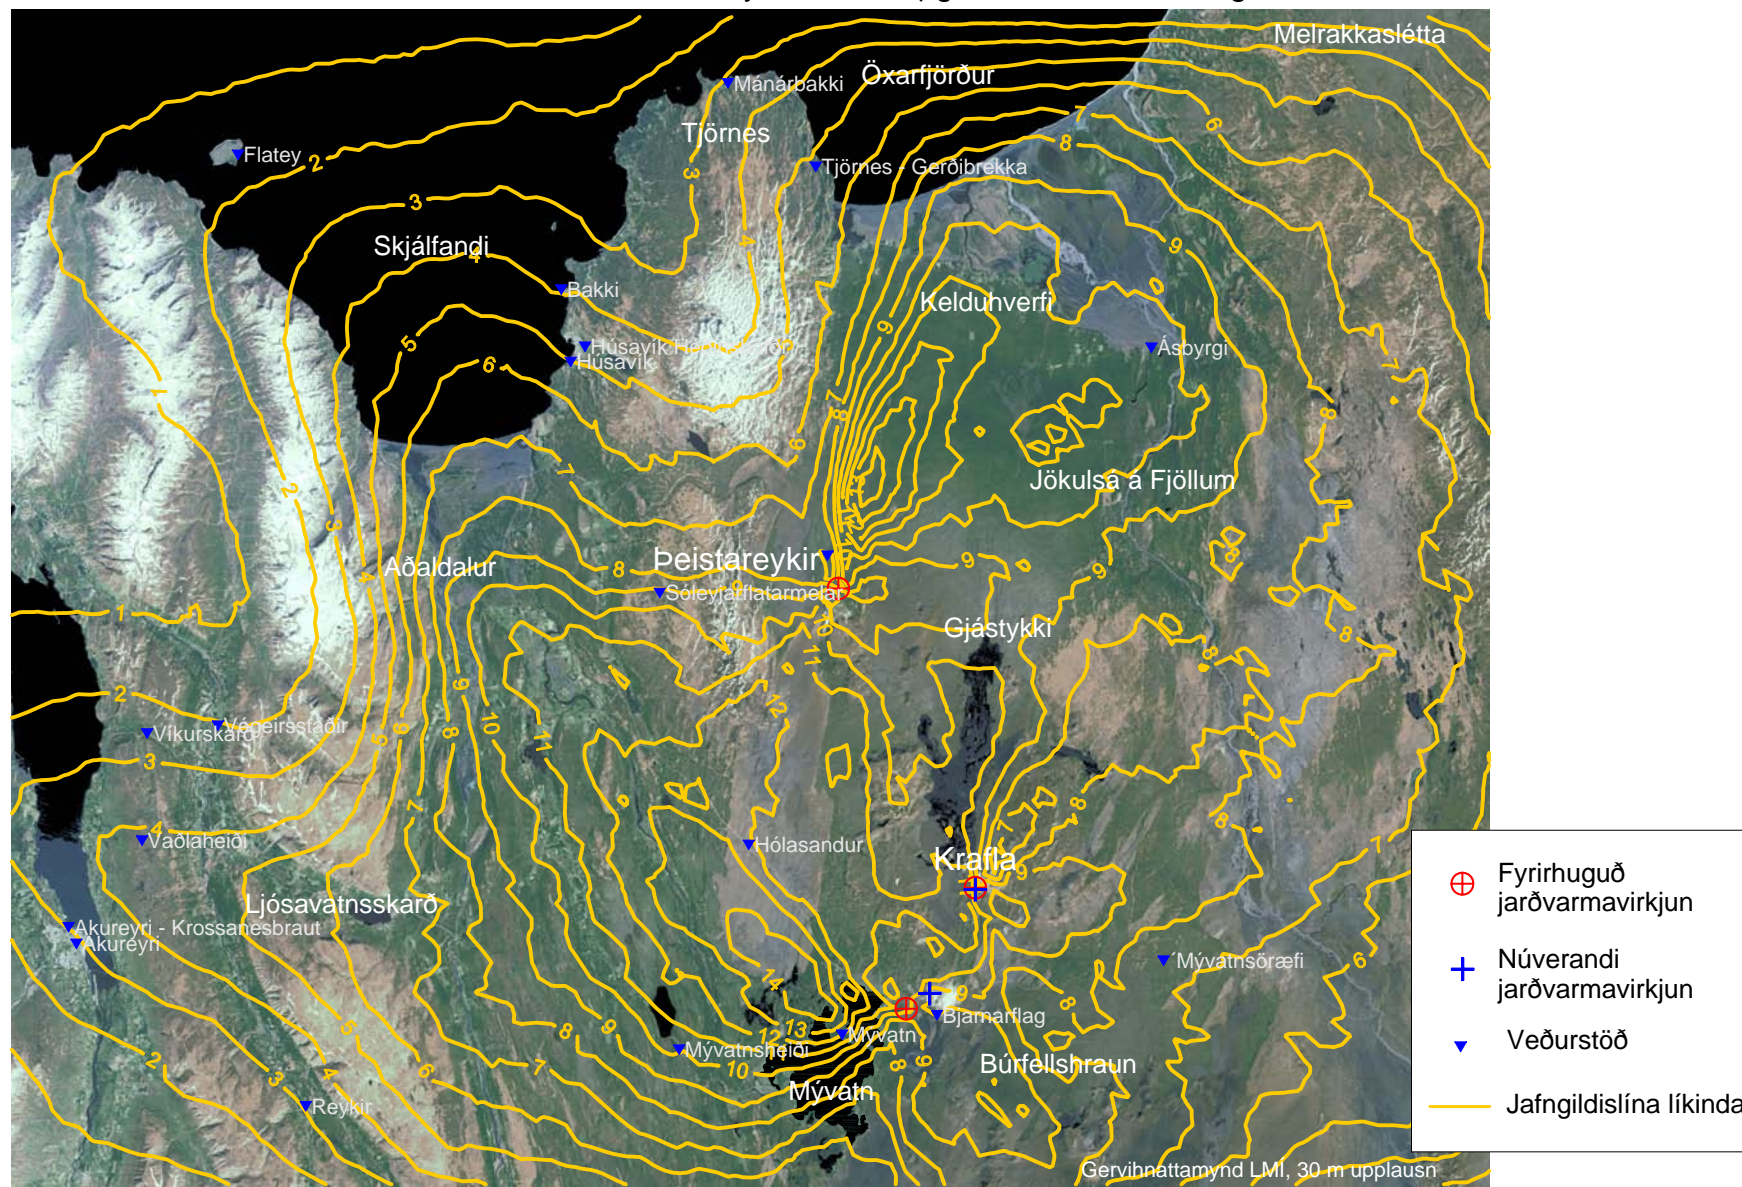 Melrakkaslétta
Öxarfjörður
Mánárbakki
Tjörnes
Flatey
Tjörnes - Gerðibrekka
Skjálfandi
Bakki
Kelduhverfi
Húsavík
Húsavík
Ásbyrgi
Jökulsá á Fjöllum
Þeistareykir
Aðaldalur
Sóleyjarflatarmelar
Gjástykki
Végeirsstaðir
Víkurskarð
Vaðlaheiði
Hólasandur
Krafla
Ljósavatnsskarð
Akureyri - Krossanesbraut
Akureyri
Mývatnsöræfi
Bjarnarflag
Mývatn
Mývatnsheiði
Búrfellshraun
Mývatn
Reykir
Gervihnattamynd LMÍ, 30 m upplausn
Fyrirhuguð
jarðvarmavirkjun
Núverandi
jarðvarmavirkjun
Veðurstöð
Jafngildislína líkinda